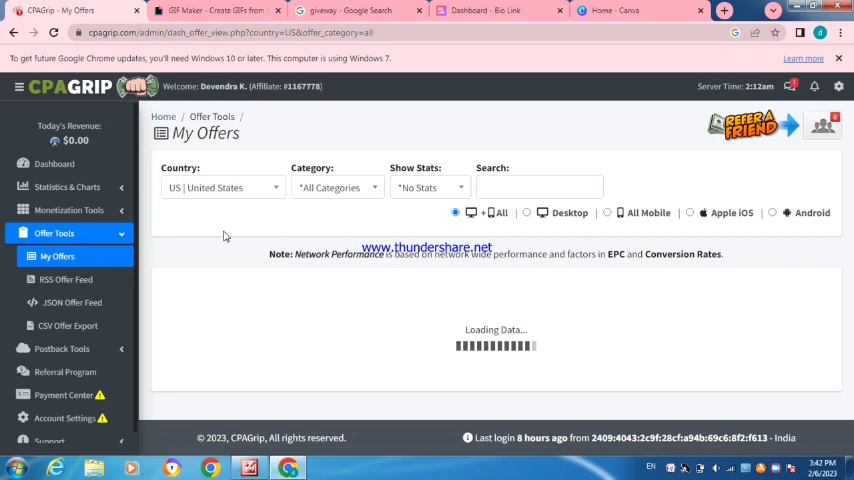 CPAGrip - My Offers
GIF Maker - Create GIFs from V
giveway - Google Search
Dashboard - Bio Link
Home - Canva
cpagrip.com/admin/dash_offer_view.php?country=US&offer_category=all
To get future Google Chrome updates, you'll need Windows 10 or later. This computer is using Windows 7.
Learn more
CPAGRIP
Welcome: Devendra K. (Affiliate: #1167778)
Server Time: 2:12am
Today's Revenue:
$0.00
Dashboard
Statistics & Charts
Monetization Tools
Offer Tools
My Offers
RSS Offer Feed
JSON Offer Feed
CSV Offer Export
Postback Tools
Referral Program
Payment Center
Account Settings
Support
Home / Offer Tools /
My Offers
REFER A FRIEND
0
Country:
Category:
Show Stats:
Search:
US | United States
*All Categories
*No Stats
+ All
Desktop
All Mobile
Apple iOS
Android
www.thundershare.net
Note: Network Performance is based on network wide performance and factors in EPC and Conversion Rates.
Loading Data...
© 2023, CPAGrip, All rights reserved.
Last login 8 hours ago from 2409:4043:2c9f:28cf:a94b:69c6:8f2:f613 - India
EN
3:42 PM
2/6/2023